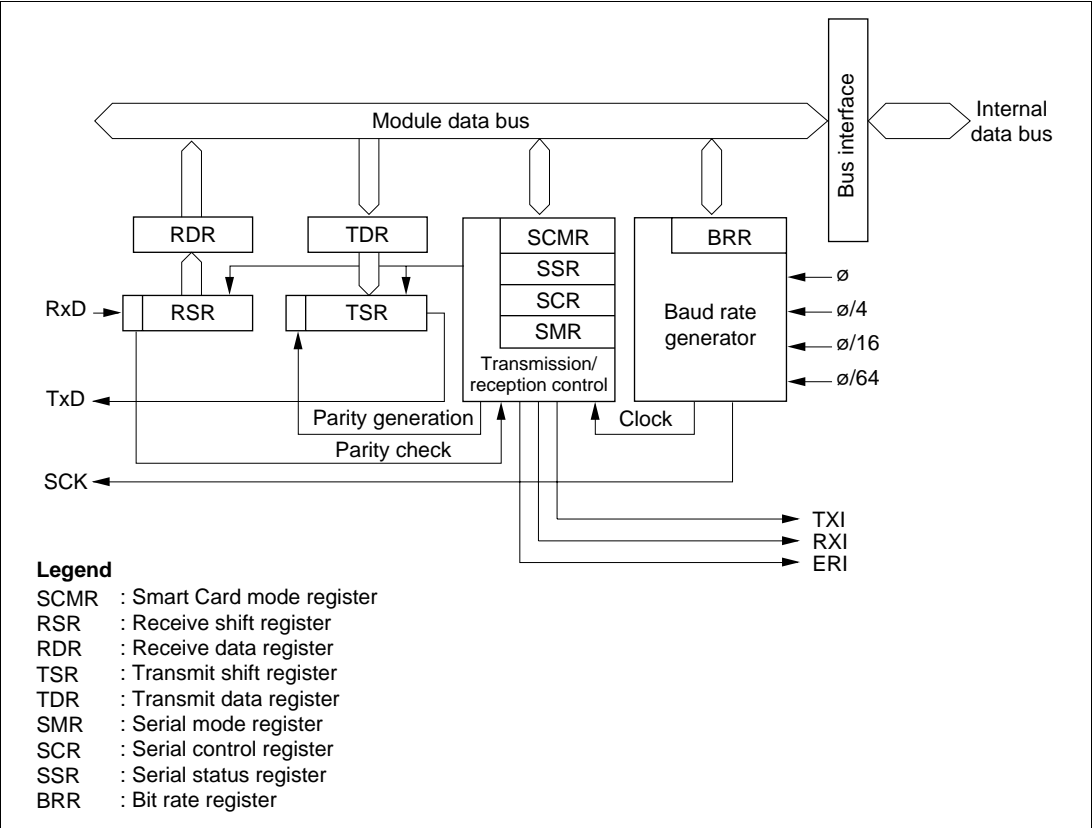 Bus interface
Internal
data bus
Module data bus
RDR
TDR
SCMR
BRR
SSR
SCR
SMR
RxD
RSR
TSR
Baud rate
generator
ø
ø/4
ø/16
ø/64
Transmission/
reception control
TxD
Parity generation
Clock
Parity check
SCK
TXI
RXI
ERI
Legend
SCMR : Smart Card mode register
RSR : Receive shift register
RDR : Receive data register
TSR : Transmit shift register
TDR : Transmit data register
SMR : Serial mode register
SCR : Serial control register
SSR : Serial status register
BRR : Bit rate register